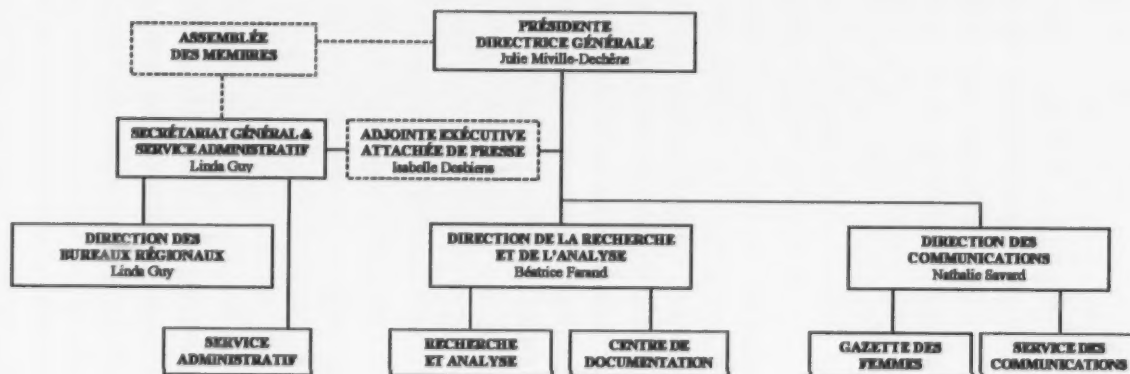 PRÉSIDENTE
DIRECTRICE GÉNÉRALE
Julie Miville-Dechêne
ASSEMBLÉE
DES MEMBRES
SECRÉTARIAT GÉNÉRAL &
SERVICE ADMINISTRATIF
Linda Guy
ADJOINTE EXÉCUTIVE
ATTACHÉE DE PRESSE
Isabelle Desbiens
DIRECTION DES
BUREAUX RÉGIONAUX
Linda Guy
DIRECTION DE LA RECHERCHE
ET DE L'ANALYSE
Béatrice Farand
DIRECTION DES
COMMUNICATIONS
Nathalie Savard
SERVICE
ADMINISTRATIF
RECHERCHE
ET ANALYSE
CENTRE DE
DOCUMENTATION
GAZETTE DES
FEMMES
SERVICE DES
COMMUNICATIONS